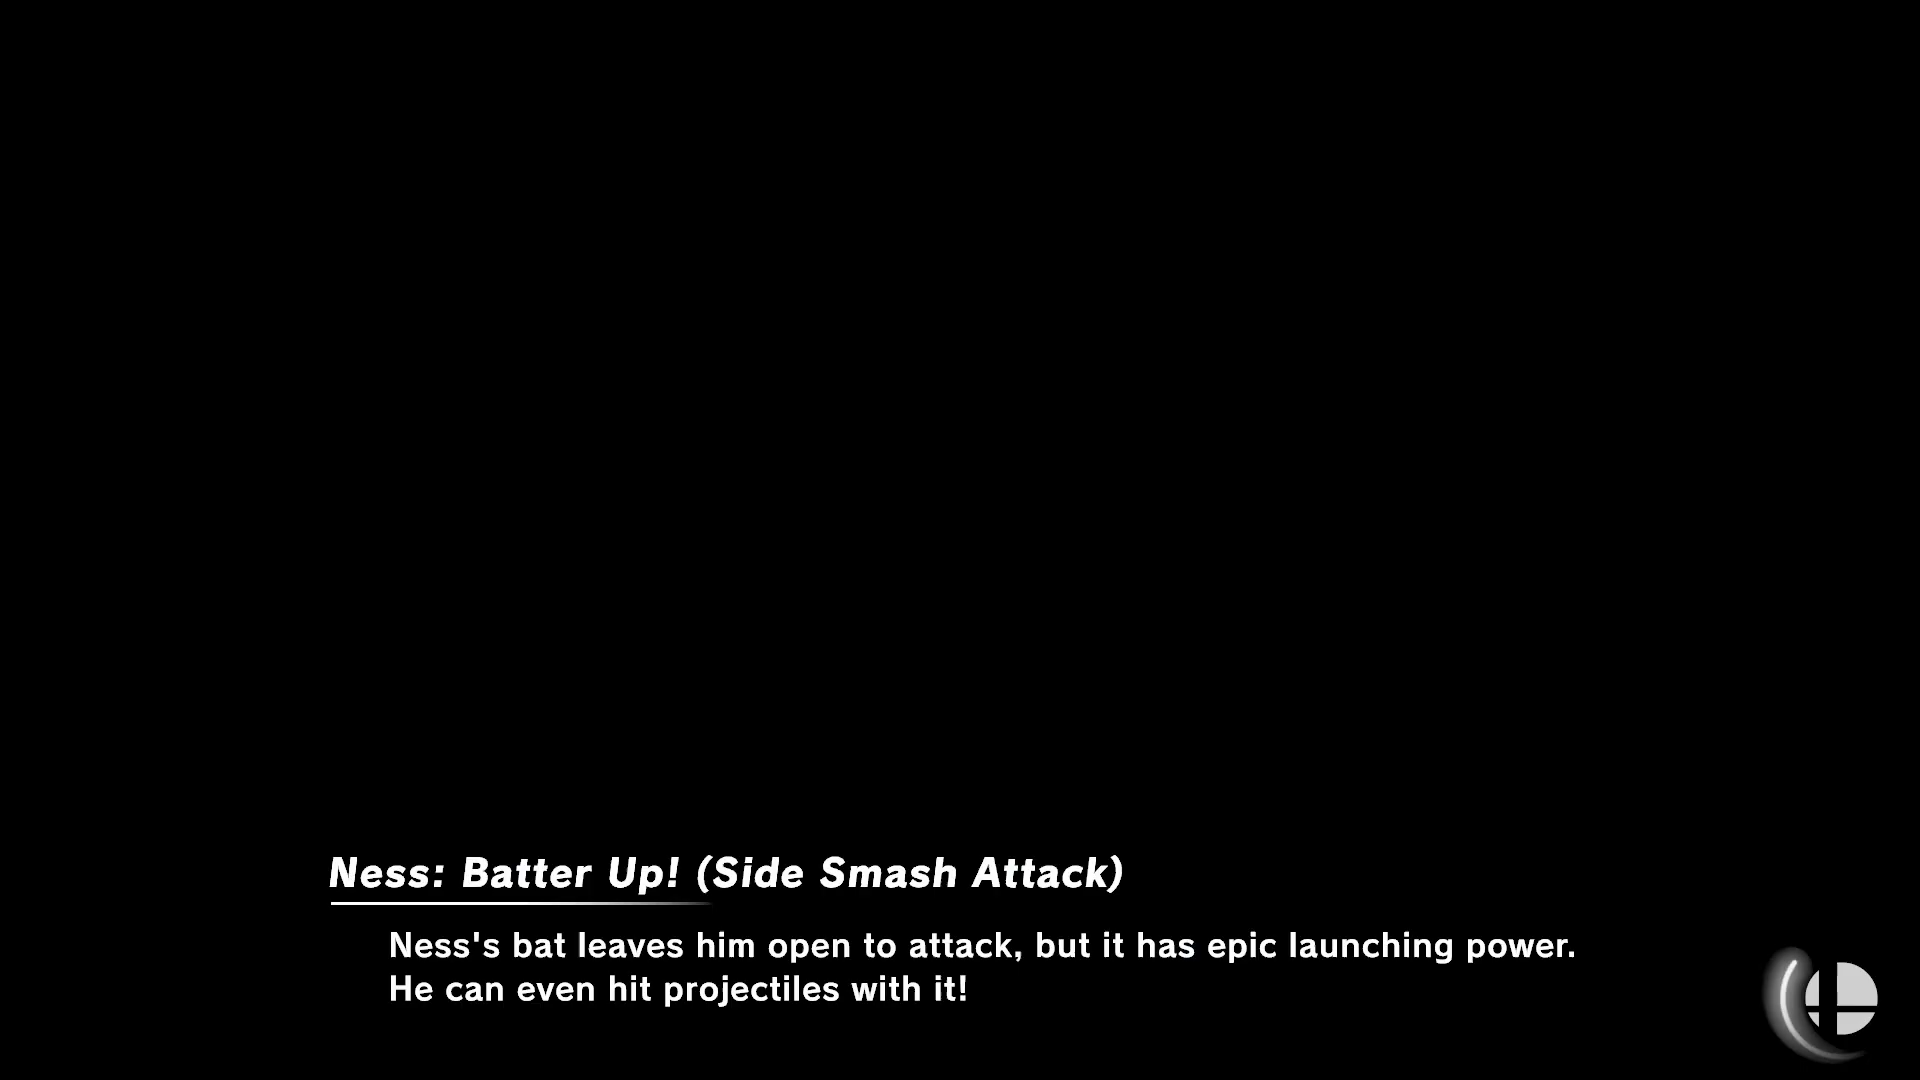 Ness: Batter Up! (Side Smash Attack)
Ness's bat leaves him open to attack, but it has epic launching power.
He can even hit projectiles with it!